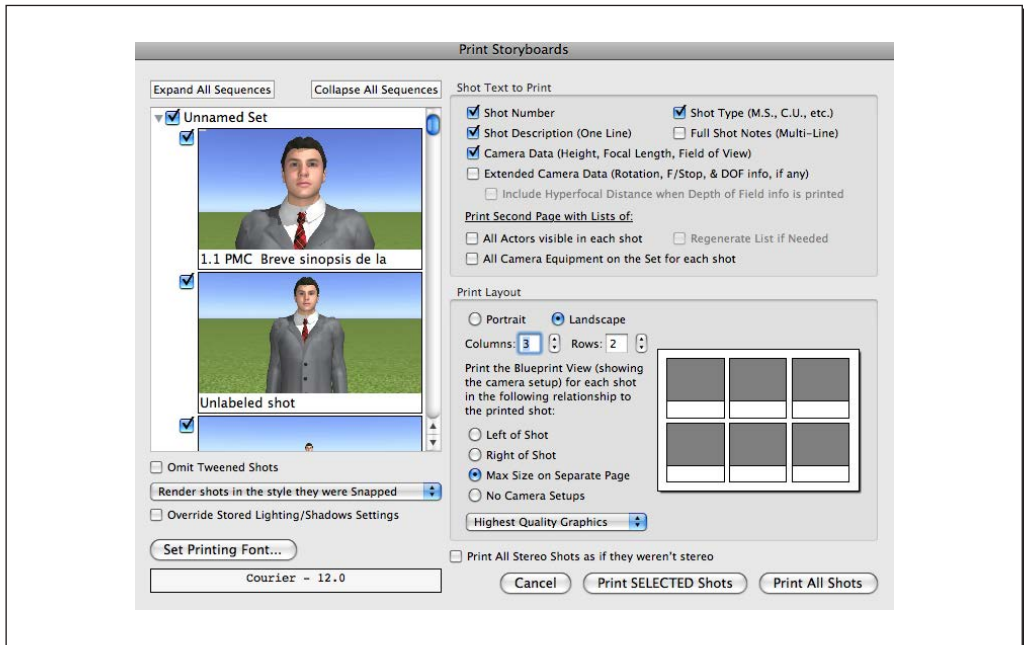 Print Storyboards
Expand All Sequences
Collapse All Sequences
Unnamed Set
1.1 PMC Breve sinopsis de la
Unlabeled shot
Omit Tweened Shots
Render shots in the style they were Snapped
Override Stored Lighting/Shadows Settings
Set Printing Font...
Courier - 12.0
Shot Text to Print
Shot Number
Shot Type (M.S., C.U., etc.)
Shot Description (One Line)
Full Shot Notes (Multi-Line)
Camera Data (Height, Focal Length, Field of View)
Extended Camera Data (Rotation, F/Stop, & DOF info, if any)
Include Hyperfocal Distance when Depth of Field info is printed
Print Second Page with Lists of:
All Actors visible in each shot
Regenerate List if Needed
All Camera Equipment on the Set for each shot
Print Layout
Portrait
Landscape
Columns: 3
Rows: 2
Print the Blueprint View (showing
the camera setup) for each shot
in the following relationship to
the printed shot:
Left of Shot
Right of Shot
Max Size on Separate Page
No Camera Setups
Highest Quality Graphics
Print All Stereo Shots as if they weren't stereo
Cancel
Print SELECTED Shots
Print All Shots